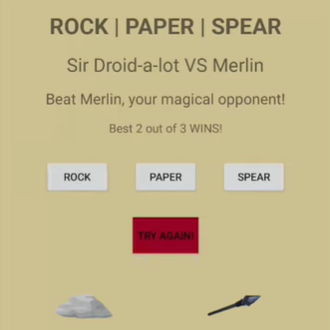 ROCK | PAPER | SPEAR
Sir Droid-a-lot VS Merlin
Beat Merlin, your magical opponent!
Best 2 out of 3 WINS!
ROCK PAPER SPEAR
TRY AGAIN!